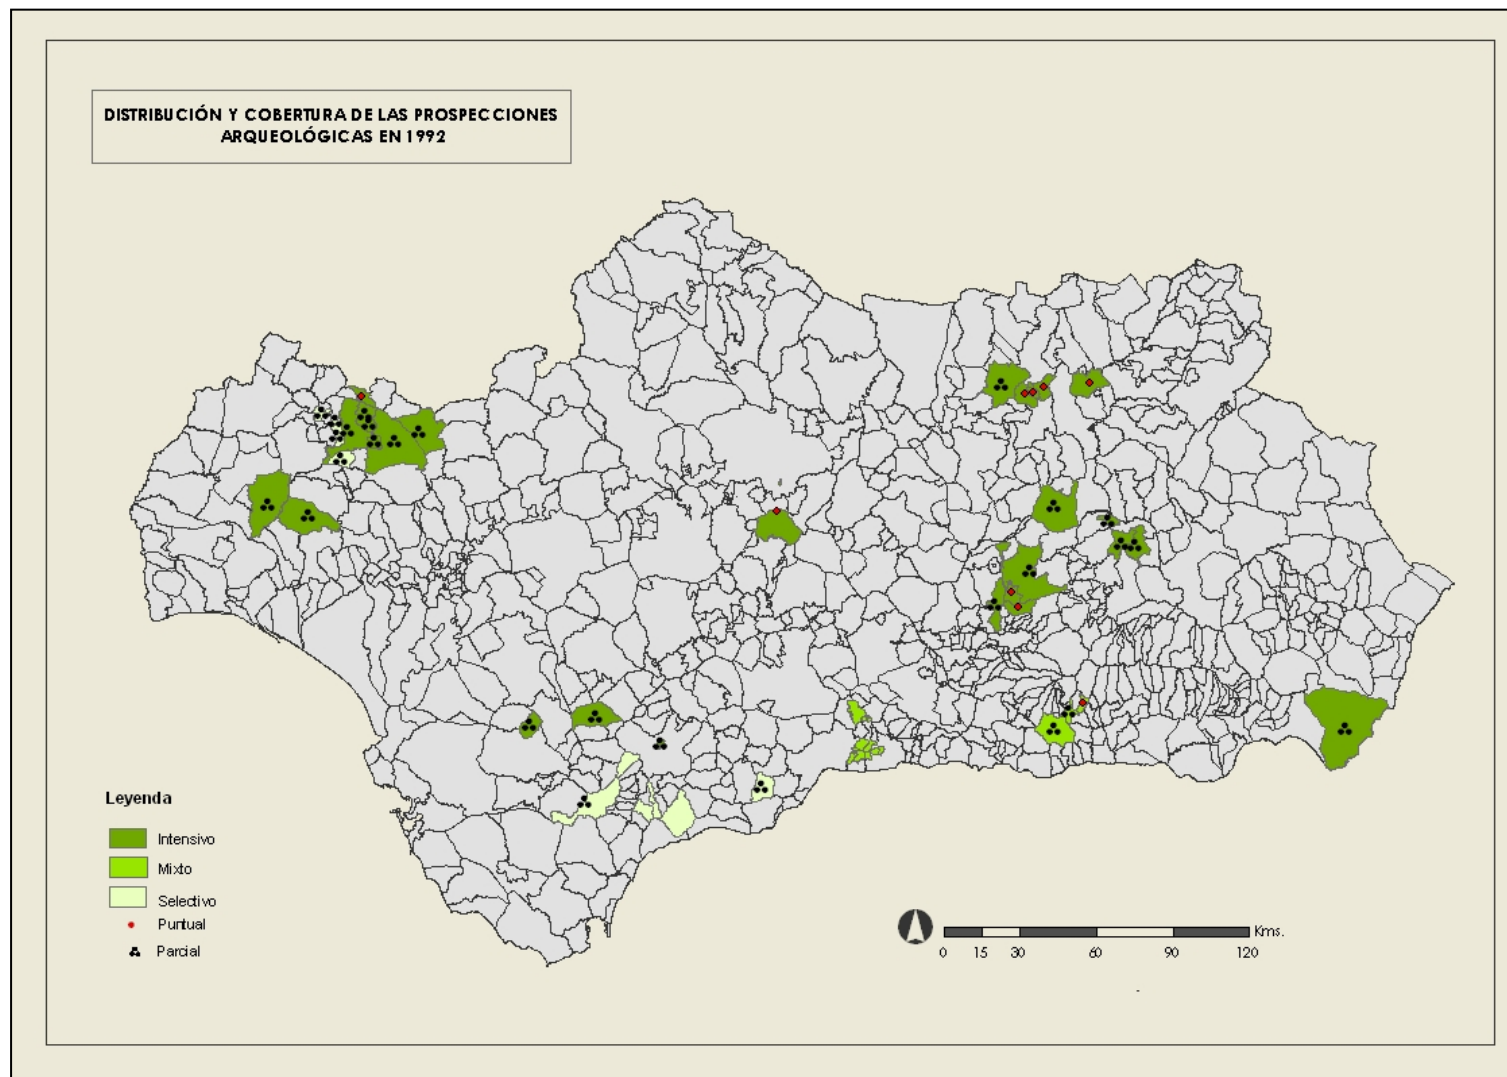 DISTRIBUCIÓN Y COBERTURA DE LAS PROSPECCIONES
ARQUEOLÓGICAS EN 1992
Leyenda
Intensivo
Mixto
Selectivo
Puntual
Parcial
Kms.
0 15 30 60 90 120